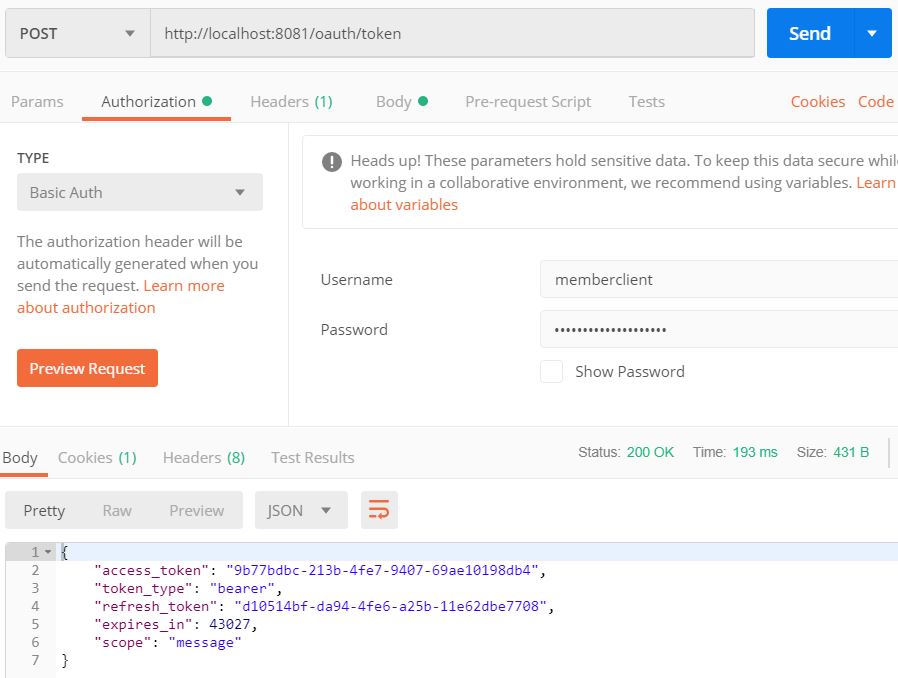 POST
http://localhost:8081/oauth/token
Send
Params
Authorization
Headers (1)
Body
Pre-request Script
Tests
Cookies
Code
TYPE
Basic Auth
The authorization header will be
automatically generated when you
send the request. Learn more
about authorization
Preview Request
! Heads up! These parameters hold sensitive data. To keep this data secure while
working in a collaborative environment, we recommend using variables. Learn
about variables
Username
memberclient
Password
••••••••••••••••••••
Show Password
Body
Cookies (1)
Headers (8)
Test Results
Status: 200 OK
Time: 193 ms
Size: 431 B
Pretty
Raw
Preview
JSON
1 {
2 "access_token": "9b77bdbc-213b-4fe7-9407-69ae10198db4",
3 "token_type": "bearer",
4 "refresh_token": "d10514bf-da94-4fe6-a25b-11e62dbe7708",
5 "expires_in": 43027,
6 "scope": "message"
7 }